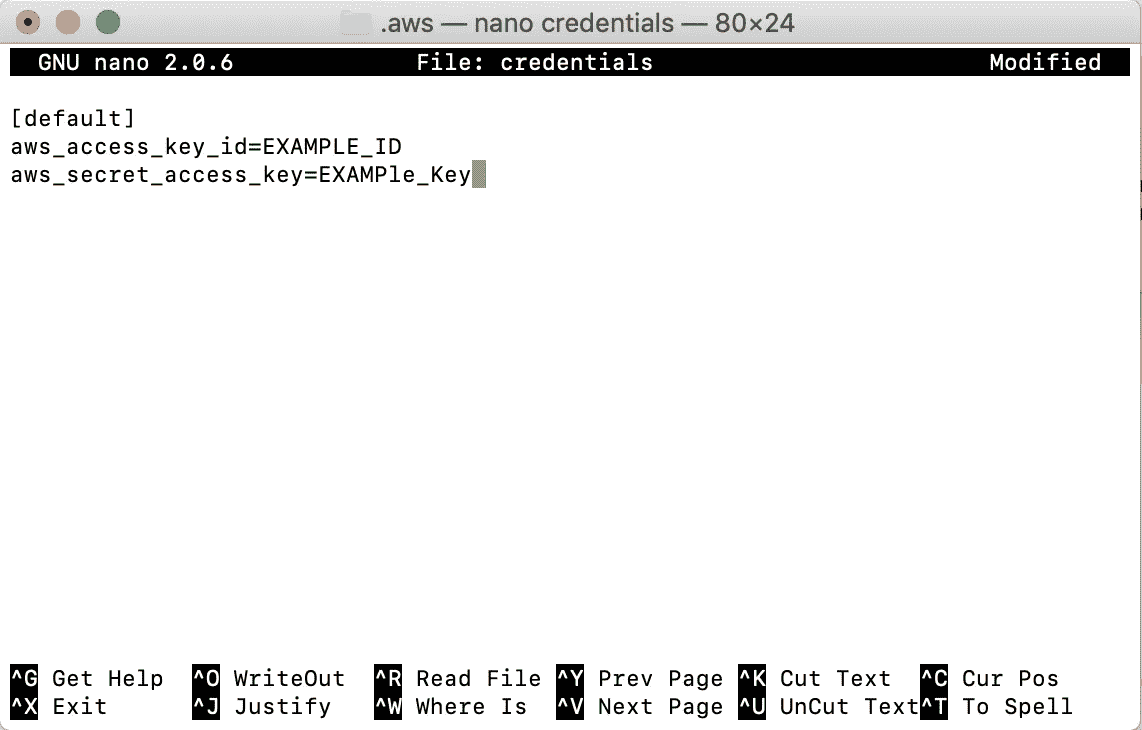 .aws — nano credentials — 80×24
GNU nano 2.0.6 File: credentials Modified
[default]
aws_access_key_id=EXAMPLE_ID
aws_secret_access_key=EXAMPle_Key
^G Get Help ^O WriteOut ^R Read File ^Y Prev Page ^K Cut Text ^C Cur Pos
^X Exit ^J Justify ^W Where Is ^V Next Page ^U UnCut Text ^T To Spell